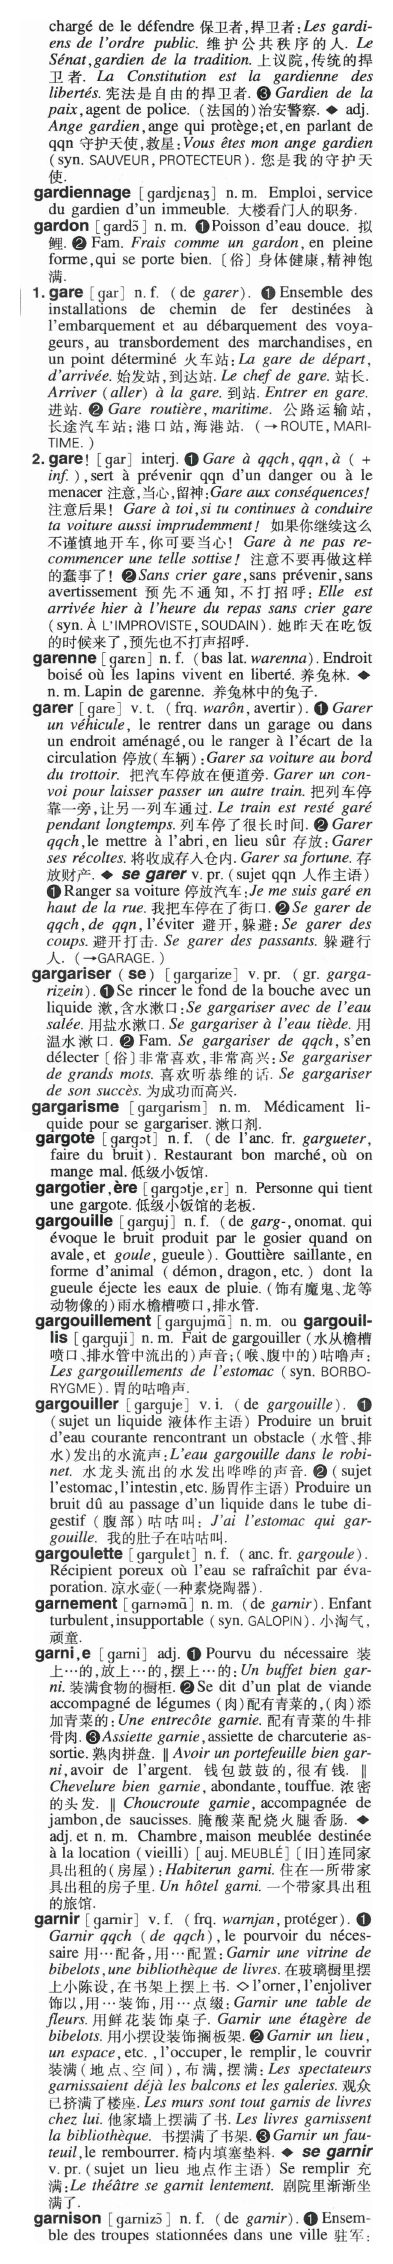 chargé de le défendre 保卫者,捍卫者:Les gardi-
ens de l'ordre public. 维护公共秩序的人. Le
Sénat,gardien de la tradition. 上议院,传统的捍
卫者. La Constitution est la gardienne des
libertés. 宪法是自由的捍卫者. ❸ Gardien de la
paix,agent de police. (法国的)治安警察. ◆ adj.
Ange gardien,ange qui protège;et,en parlant de
qqn 守护天使,救星:Vous êtes mon ange gardien
(syn. SAUVEUR, PROTECTEUR). 您是我的守护天
使.
gardiennage [gardjɛnaʒ] n. m. Emploi, service
du gardien d'un immeuble. 大楼看门人的职务.
gardon [gardɔ̃] n. m. ❶Poisson d'eau douce. 拟
鲤. ❷ Fam. Frais comme un gardon, en pleine
forme,qui se porte bien. 〔俗〕身体健康,精神饱
满.
1. gare [gar] n. f. (de garer). ❶ Ensemble des
installations de chemin de fer destinées à
l'embarquement et au débarquement des voya-
geurs, au transbordement des marchandises, en
un point déterminé 火车站:La gare de départ,
d'arrivée. 始发站,到达站. Le chef de gare. 站长.
Arriver (aller) à la gare. 到站. Entrer en gare.
进站. ❷ Gare routière, maritime. 公路运输站,
长途汽车站;港口站,海港站. (→ROUTE, MARI-
TIME.)
2. gare! [gar] interj. ❶ Gare à qqch, qqn, à ( +
inf. ),sert à prévenir qqn d'un danger ou à le
menacer 注意,当心,留神:Gare aux conséquences!
注意后果! Gare à toi,si tu continues à conduire
ta voiture aussi imprudemment! 如果你继续这么
不谨慎地开车,你可要当心! Gare à ne pas re-
commencer une telle sottise! 注意不要再做这样
的蠢事了! ❷Sans crier gare,sans prévenir,sans
avertissement 预先不通知,不打招呼:Elle est
arrivée hier à l'heure du repas sans crier gare
(syn. À L'IMPROVISTE, SOUDAIN). 她昨天在吃饭
的时候来了,预先也不打声招呼.
garenne [garɛn] n. f. (bas lat. warenna). Endroit
boisé où les lapins vivent en liberté. 养兔林. ◆
n. m. Lapin de garenne. 养兔林中的兔子.
garer [gare] v. t. (frq. warôn, avertir). ❶ Garer
un véhicule, le rentrer dans un garage ou dans
un endroit aménagé,ou le ranger à l'écart de la
circulation 停放(车辆):Garer sa voiture au bord
du trottoir. 把汽车停放在便道旁. Garer un con-
voi pour laisser passer un autre train. 把列车停
靠一旁,让另一列车通过. Le train est resté garé
pendant longtemps. 列车停了很长时间. ❷ Garer
qqch,le mettre à l'abri,en lieu sûr 存放:Garer
ses récoltes. 将收成存入仓内. Garer sa fortune. 存
放财产. ◆ se garer v. pr. (sujet qqn 人作主语)
❶ Ranger sa voiture 停放汽车:Je me suis garé en
haut de la rue. 我把车停在了街口. ❷Se garer de
qqch,de qqn,l'éviter 避开,躲避:Se garer des
coups. 避开打击. Se garer des passants. 躲避行
人. (→GARAGE.)
gargariser (se) [gargarize] v. pr. (gr. garga-
rizein). ❶Se rincer le fond de la bouche avec un
liquide 漱,含水漱口:Se gargariser avec de l'eau
salée. 用盐水漱口. Se gargariser à l'eau tiède. 用
温水漱口. ❷ Fam. Se gargariser de qqch, s'en
délecter〔俗〕非常喜欢,非常高兴:Se gargariser
de grands mots. 喜欢听恭维的话. Se gargariser
de son succès. 为成功而高兴.
gargarisme [gargarism] n. m. Médicament li-
quide pour se gargariser. 漱口剂.
gargote [gargɔt] n. f. (de l'anc. fr. gargueter,
faire du bruit). Restaurant bon marché, où on
mange mal. 低级小饭馆.
gargotier,ère [gargɔtje,ɛr] n. Personne qui tient
une gargote. 低级小饭馆的老板.
gargouille [garguj] n. f. (de garg-,onomat. qui
évoque le bruit produit par le gosier quand on
avale, et goule, gueule). Gouttière saillante, en
forme d'animal (démon, dragon, etc.) dont la
gueule éjecte les eaux de pluie. (饰有魔鬼、龙等
动物像的)雨水檐槽喷口,排水管.
gargouillement [gargujmɑ̃] n. m. ou gargouil-
lis [garguji] n. m. Fait de gargouiller (水从檐槽
喷口、排水管中流出的)声音;(喉、腹中的)咕噜声:
Les gargouillements de l'estomac (syn. BORBO-
RYGME). 胃的咕噜声.
gargouiller [garguje] v. i. (de gargouille). ❶
(sujet un liquide 液体作主语) Produire un bruit
d'eau courante rencontrant un obstacle (水管、排
水)发出的水流声:L'eau gargouille dans le robi-
net. 水龙头流出的水发出哗哗的声音. ❷ (sujet
l'estomac,l'intestin,etc. 肠胃作主语) Produire un
bruit dû au passage d'un liquide dans le tube di-
gestif (腹部)咕咕叫: J'ai l'estomac qui gar-
gouille. 我的肚子在咕咕叫.
gargoulette [gargulɛt] n. f. (anc. fr. gargoule).
Récipient poreux où l'eau se rafraîchit par éva-
poration. 凉水壶(一种素烧陶器).
garnement [garnəmɑ̃] n. m. (de garnir). Enfant
turbulent,insupportable (syn. GALOPIN). 小淘气,
顽童.
garni,e [garni] adj. ❶ Pourvu du nécessaire 装
上…的,放上…的,摆上…的:Un buffet bien gar-
ni. 装满食物的橱柜. ❷Se dit d'un plat de viande
accompagné de légumes (肉)配有青菜的,(肉)添
加青菜的:Une entrecôte garnie. 配有青菜的牛排
骨肉. ❸Assiette garnie,assiette de charcuterie as-
sortie. 熟肉拼盘. ‖ Avoir un portefeuille bien gar-
ni,avoir de l'argent. 钱包鼓鼓的,很有钱. ‖
Chevelure bien garnie, abondante, touffue. 浓密
的头发. ‖ Choucroute garnie, accompagnée de
jambon,de saucisses. 腌酸菜配烧火腿香肠. ◆
adj. et n. m. Chambre,maison meublée destinée
à la location (vieilli) [auj. MEUBLÉ]〔旧〕连同家
具出租的(房屋):Habiterun garni. 住在一所带家
具出租的房子里. Un hôtel garni. 一个带家具出租
的旅馆.
garnir [garnir] v. f. (frq. warnjan, protéger). ❶
Garnir qqch (de qqch), le pourvoir du néces-
saire 用…配备,用…配置:Garnir une vitrine de
bibelots,une bibliothèque de livres. 在玻璃橱里摆
上小陈设,在书架上摆上书. ◇l'orner,l'enjoliver
饰以,用…装饰,用…点缀:Garnir une table de
fleurs. 用鲜花装饰桌子. Garnir une étagère de
bibelots. 用小摆设装饰搁板架. ❷ Garnir un lieu,
un espace, etc. , l'occuper, le remplir, le couvrir
装满(地点、空间),布满,摆满:Les spectateurs
garnissaient déjà les balcons et les galeries. 观众
已挤满了楼座. Les murs sont tout garnis de livres
chez lui. 他家墙上摆满了书. Les livres garnissent
la bibliothèque. 书摆满了书架. ❸ Garnir un fau-
teuil,le rembourrer. 椅内填塞垫料. ◆ se garnir
v. pr. (sujet un lieu 地点作主语) Se remplir 充
满:Le théâtre se garnit lentement. 剧院里渐渐坐
满了.
garnison [garnizɔ̃] n. f. (de garnir). ❶ Ensem-
ble des troupes stationnées dans une ville 驻军: